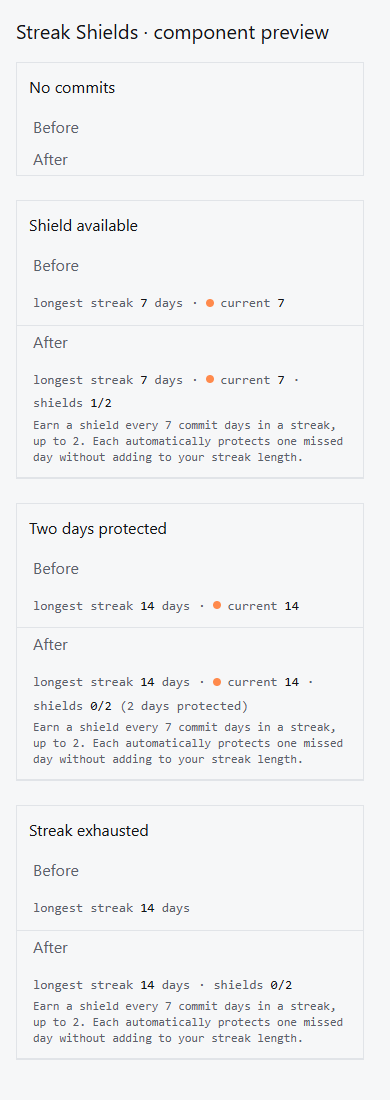 Streak Shields · component preview
No commits
Before
After
Shield available
Before
longest streak 7 days · current 7
After
longest streak 7 days · current 7 ·
shields 1/2
Earn a shield every 7 commit days in a streak,
up to 2. Each automatically protects one missed
day without adding to your streak length.
Two days protected
Before
longest streak 14 days · current 14
After
longest streak 14 days · current 14 ·
shields 0/2 (2 days protected)
Earn a shield every 7 commit days in a streak,
up to 2. Each automatically protects one missed
day without adding to your streak length.
Streak exhausted
Before
longest streak 14 days
After
longest streak 14 days · shields 0/2
Earn a shield every 7 commit days in a streak,
up to 2. Each automatically protects one missed
day without adding to your streak length.